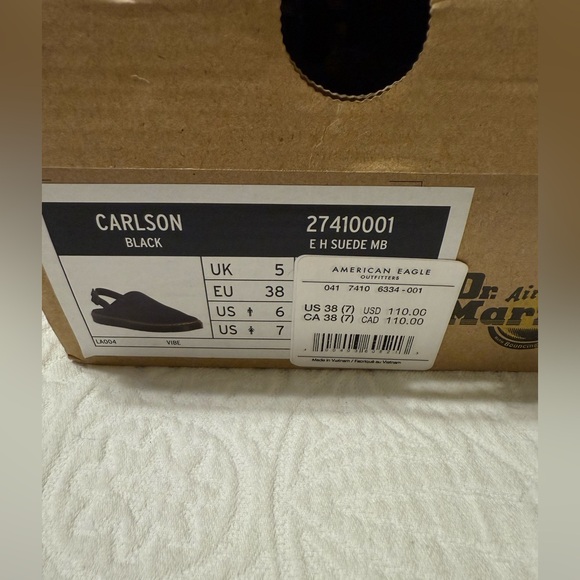 CARLSON 27410001
BLACK E H SUEDE MB
UK 5
EU 38
US 6
US 7
LA004 VIBE
AMERICAN EAGLE
OUTFITTERS
041 7410 6334-001
US 38 (7) USD 110.00
CA 38 (7) CAD 110.00
Made in Vietnam / Fabriqué au Vietnam
Dr. Air
Mar